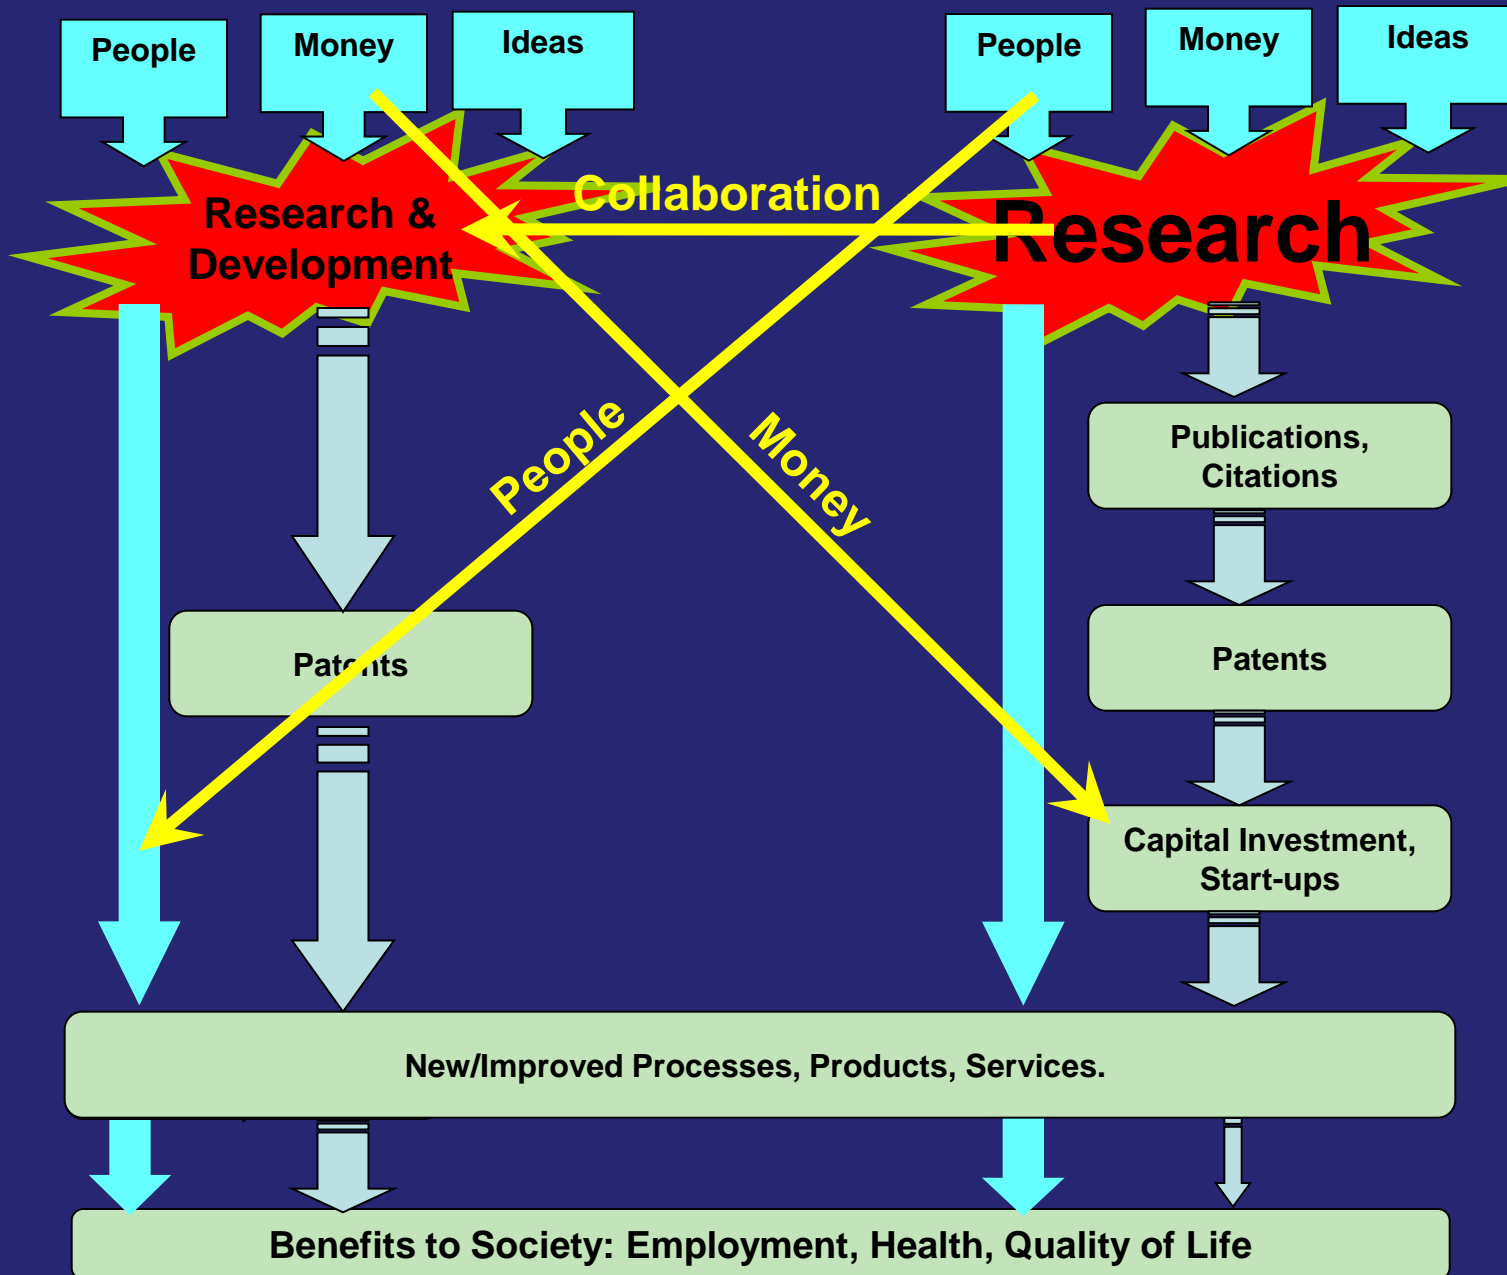 People
Money
Ideas
People
Money
Ideas
Collaboration
Research &
Development
Research
People
Money
Publications,
Citations
Patents
Patents
Capital Investment,
Start-ups
New/Improved Processes, Products, Services.
Benefits to Society: Employment, Health, Quality of Life